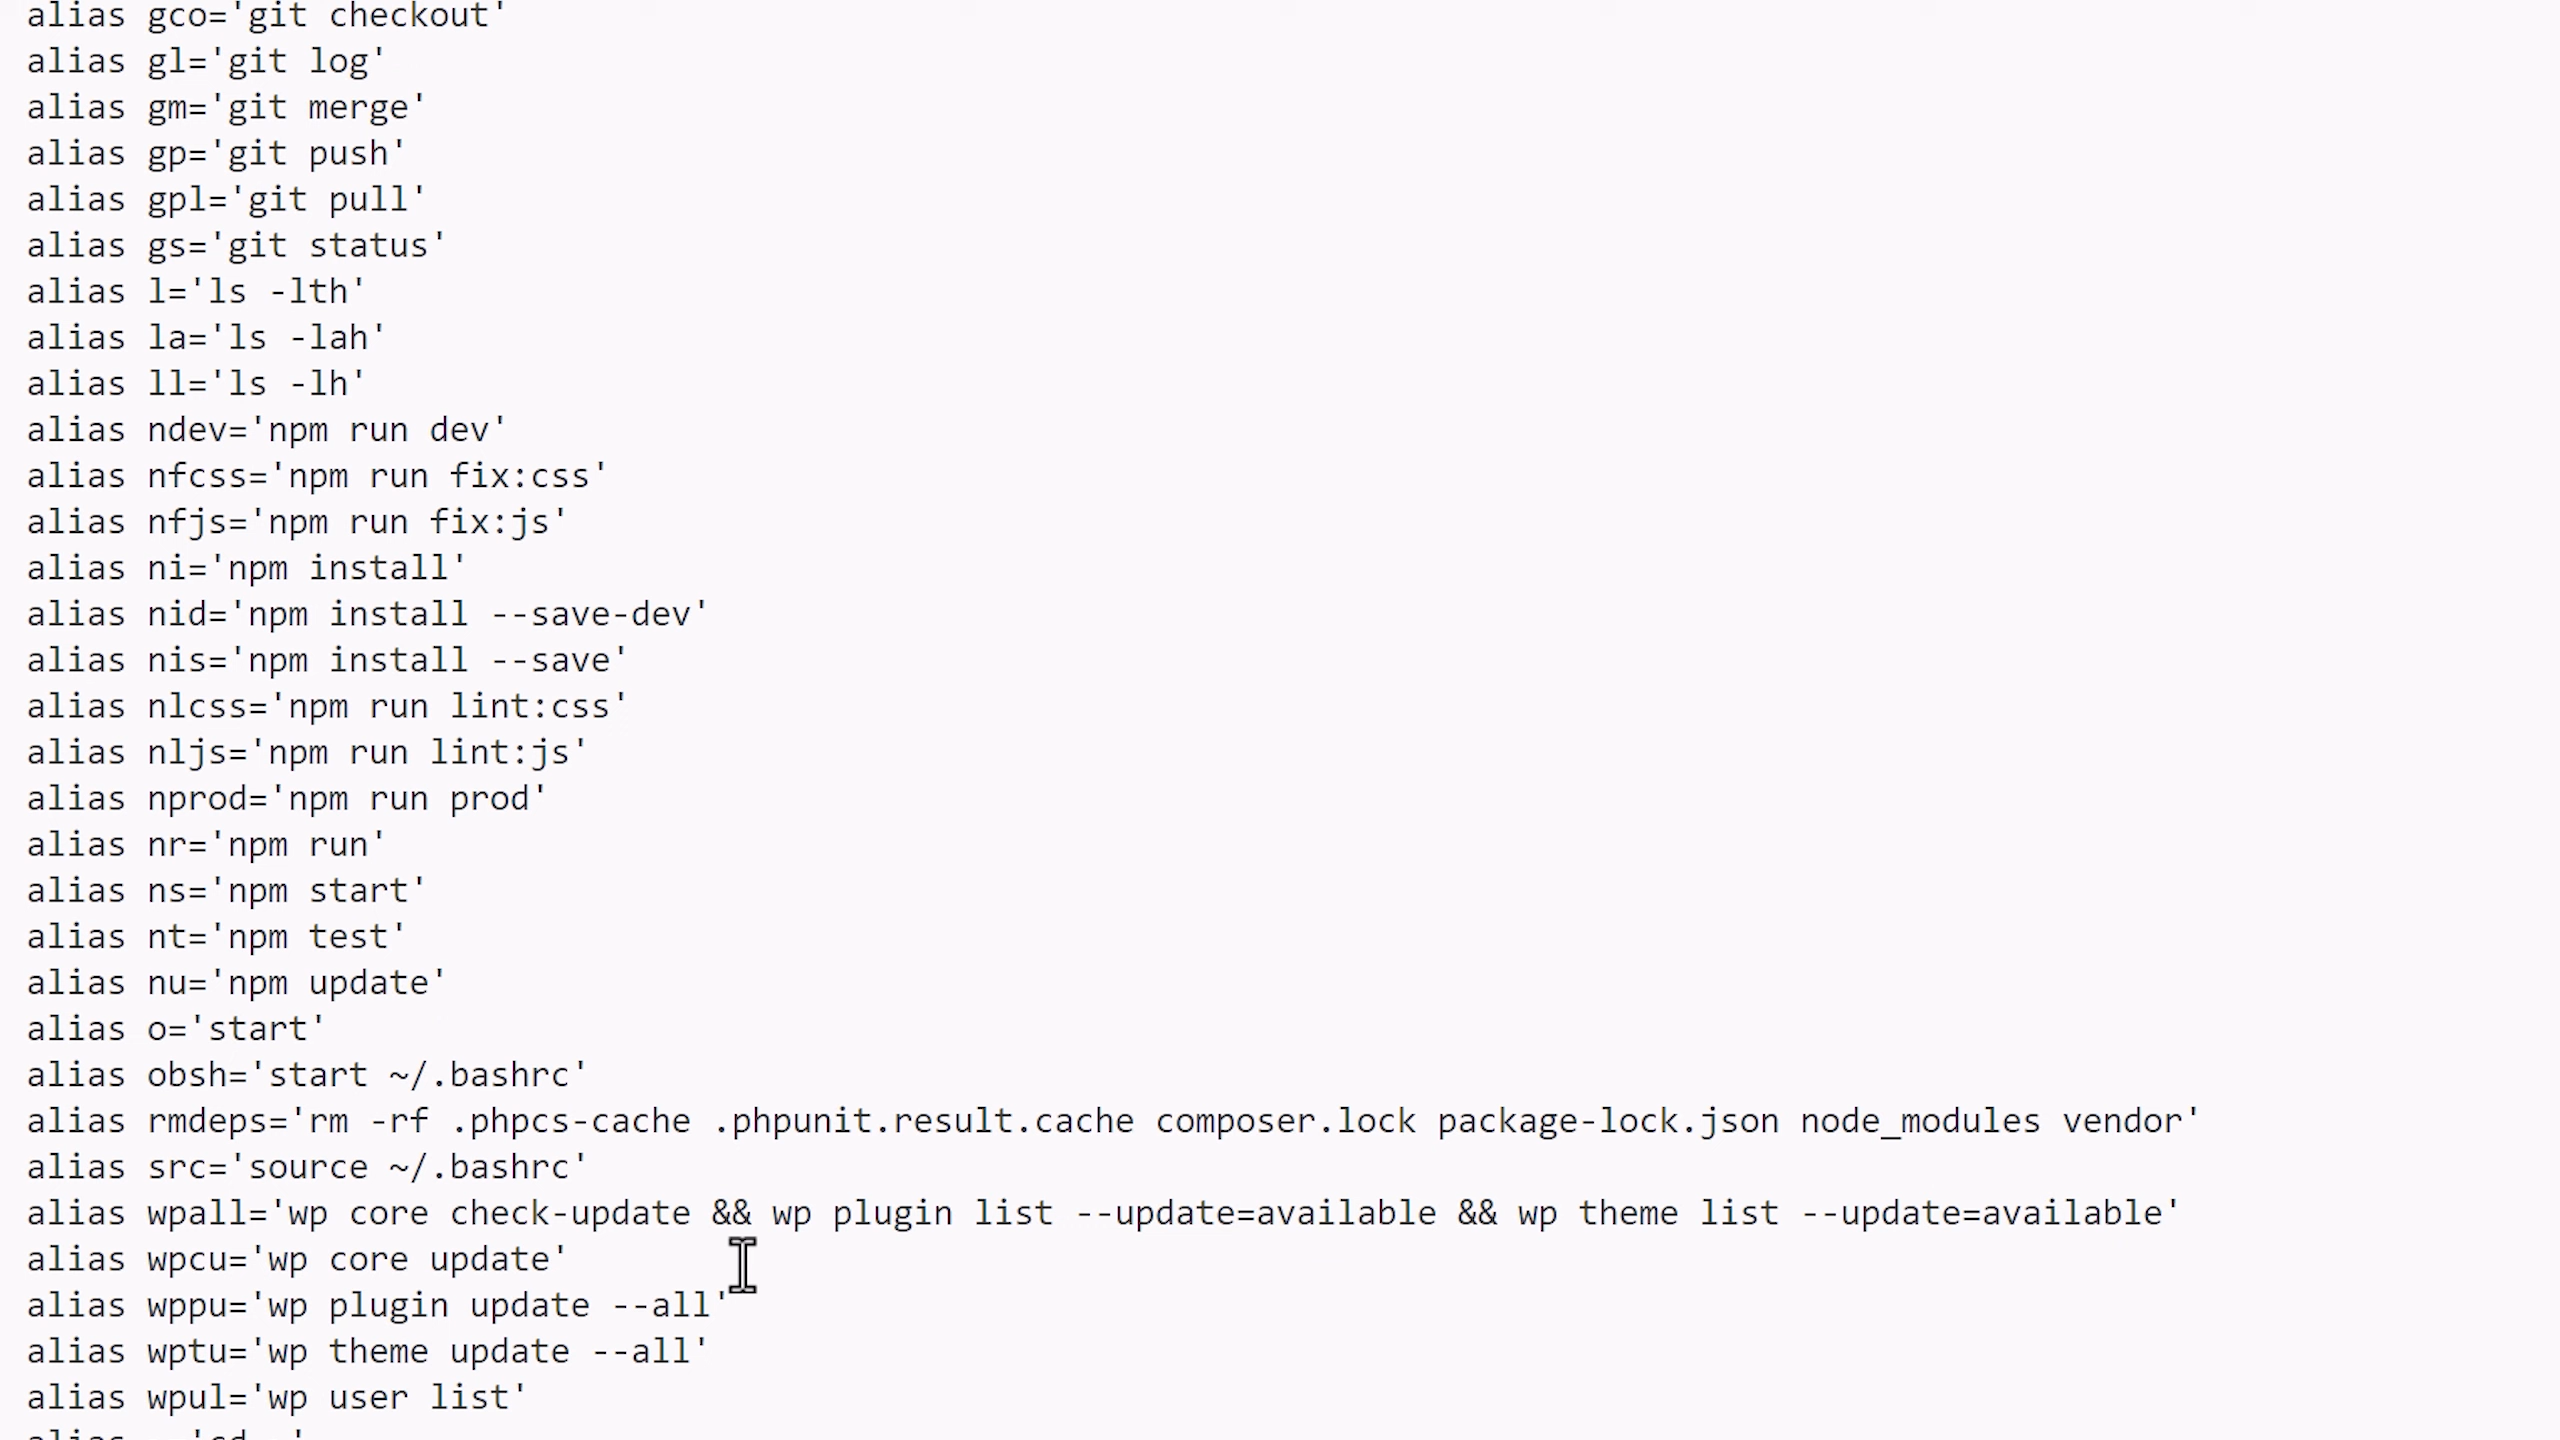 alias gco='git checkout'
alias gl='git log'
alias gm='git merge'
alias gp='git push'
alias gpl='git pull'
alias gs='git status'
alias l='ls -lth'
alias la='ls -lah'
alias ll='ls -lh'
alias ndev='npm run dev'
alias nfcss='npm run fix:css'
alias nfjs='npm run fix:js'
alias ni='npm install'
alias nid='npm install --save-dev'
alias nis='npm install --save'
alias nlcss='npm run lint:css'
alias nljs='npm run lint:js'
alias nprod='npm run prod'
alias nr='npm run'
alias ns='npm start'
alias nt='npm test'
alias nu='npm update'
alias o='start'
alias obsh='start ~/.bashrc'
alias rmdeps='rm -rf .phpcs-cache .phpunit.result.cache composer.lock package-lock.json node_modules vendor'
alias src='source ~/.bashrc'
alias wpall='wp core check-update && wp plugin list --update=available && wp theme list --update=available'
alias wpcu='wp core update'
alias wppu='wp plugin update --all'
alias wptu='wp theme update --all'
alias wpul='wp user list'